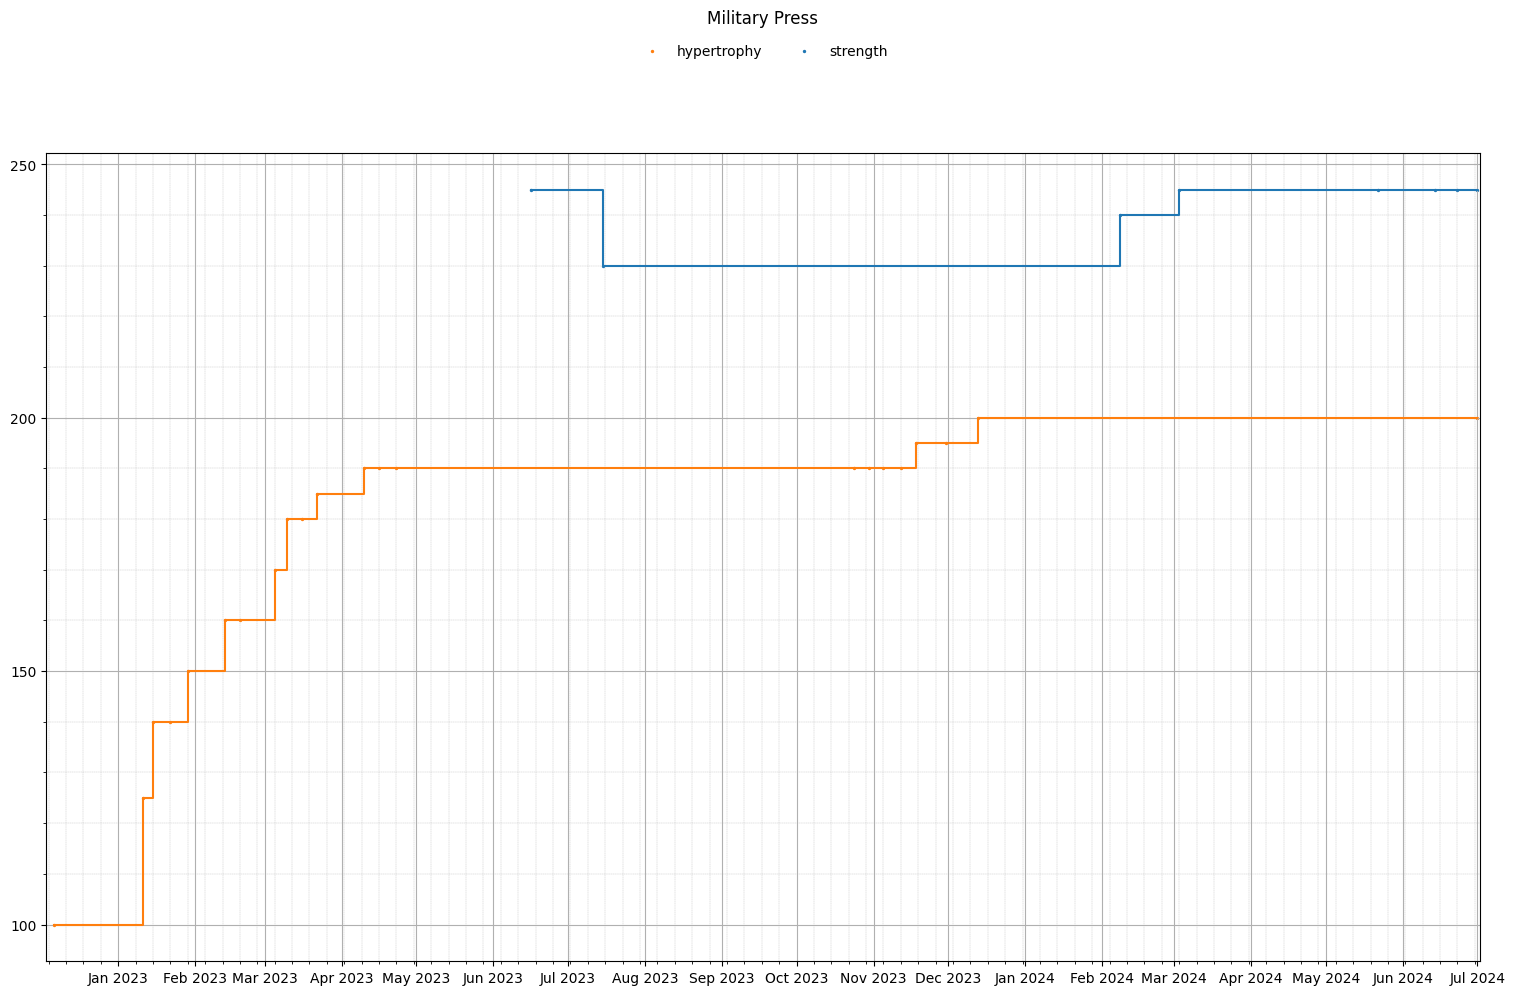 Military Press
hypertrophy strength
250
200
150
100
Jan 2023 Feb 2023 Mar 2023 Apr 2023 May 2023 Jun 2023 Jul 2023 Aug 2023 Sep 2023 Oct 2023 Nov 2023 Dec 2023 Jan 2024 Feb 2024 Mar 2024 Apr 2024 May 2024 Jun 2024 Jul 2024